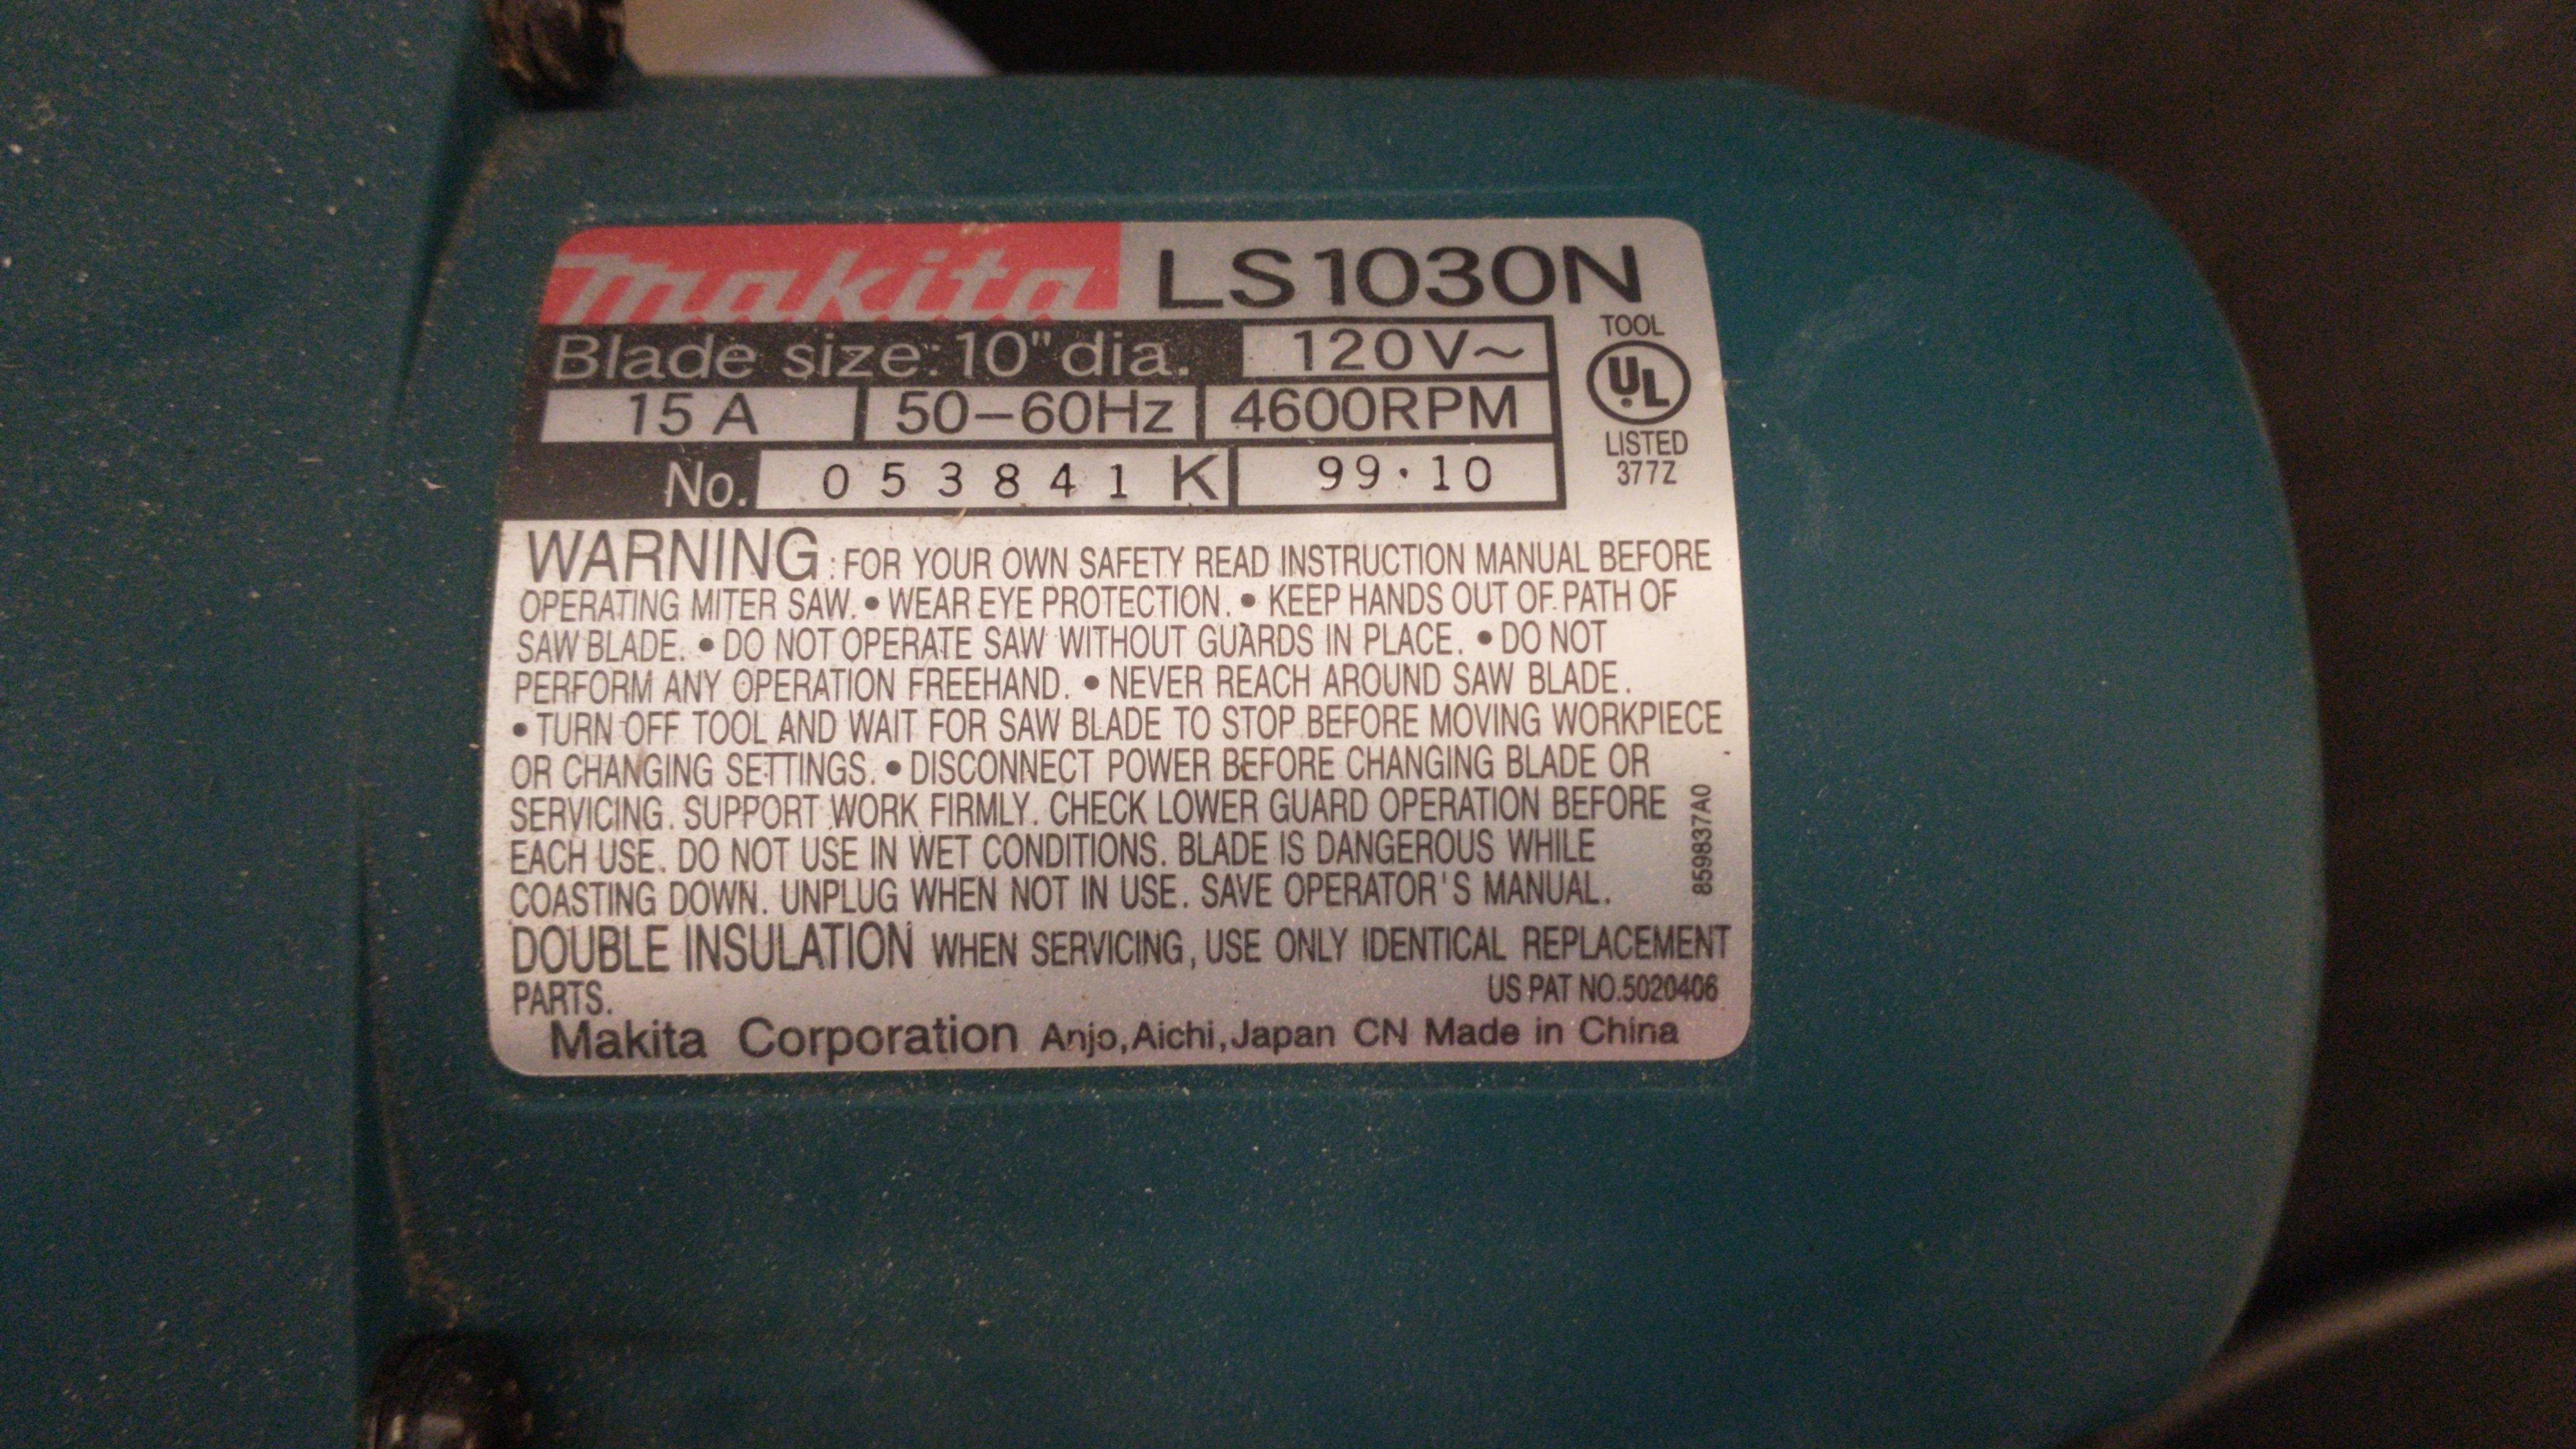 makita LS1030N
Blade size: 10" dia. 120V~
15 A 50–60Hz 4600RPM
No. 053841 K 99·10
TOOL
UL
LISTED
377Z
WARNING : FOR YOUR OWN SAFETY READ INSTRUCTION MANUAL BEFORE
OPERATING MITER SAW. • WEAR EYE PROTECTION. • KEEP HANDS OUT OF PATH OF
SAW BLADE. • DO NOT OPERATE SAW WITHOUT GUARDS IN PLACE. • DO NOT
PERFORM ANY OPERATION FREEHAND. • NEVER REACH AROUND SAW BLADE.
• TURN OFF TOOL AND WAIT FOR SAW BLADE TO STOP BEFORE MOVING WORKPIECE
OR CHANGING SETTINGS. • DISCONNECT POWER BEFORE CHANGING BLADE OR
SERVICING. SUPPORT WORK FIRMLY. CHECK LOWER GUARD OPERATION BEFORE
EACH USE. DO NOT USE IN WET CONDITIONS. BLADE IS DANGEROUS WHILE
COASTING DOWN. UNPLUG WHEN NOT IN USE. SAVE OPERATOR'S MANUAL.
859837A0
DOUBLE INSULATION WHEN SERVICING, USE ONLY IDENTICAL REPLACEMENT
PARTS. US PAT NO.5020406
Makita Corporation Anjo,Aichi,Japan CN Made in China